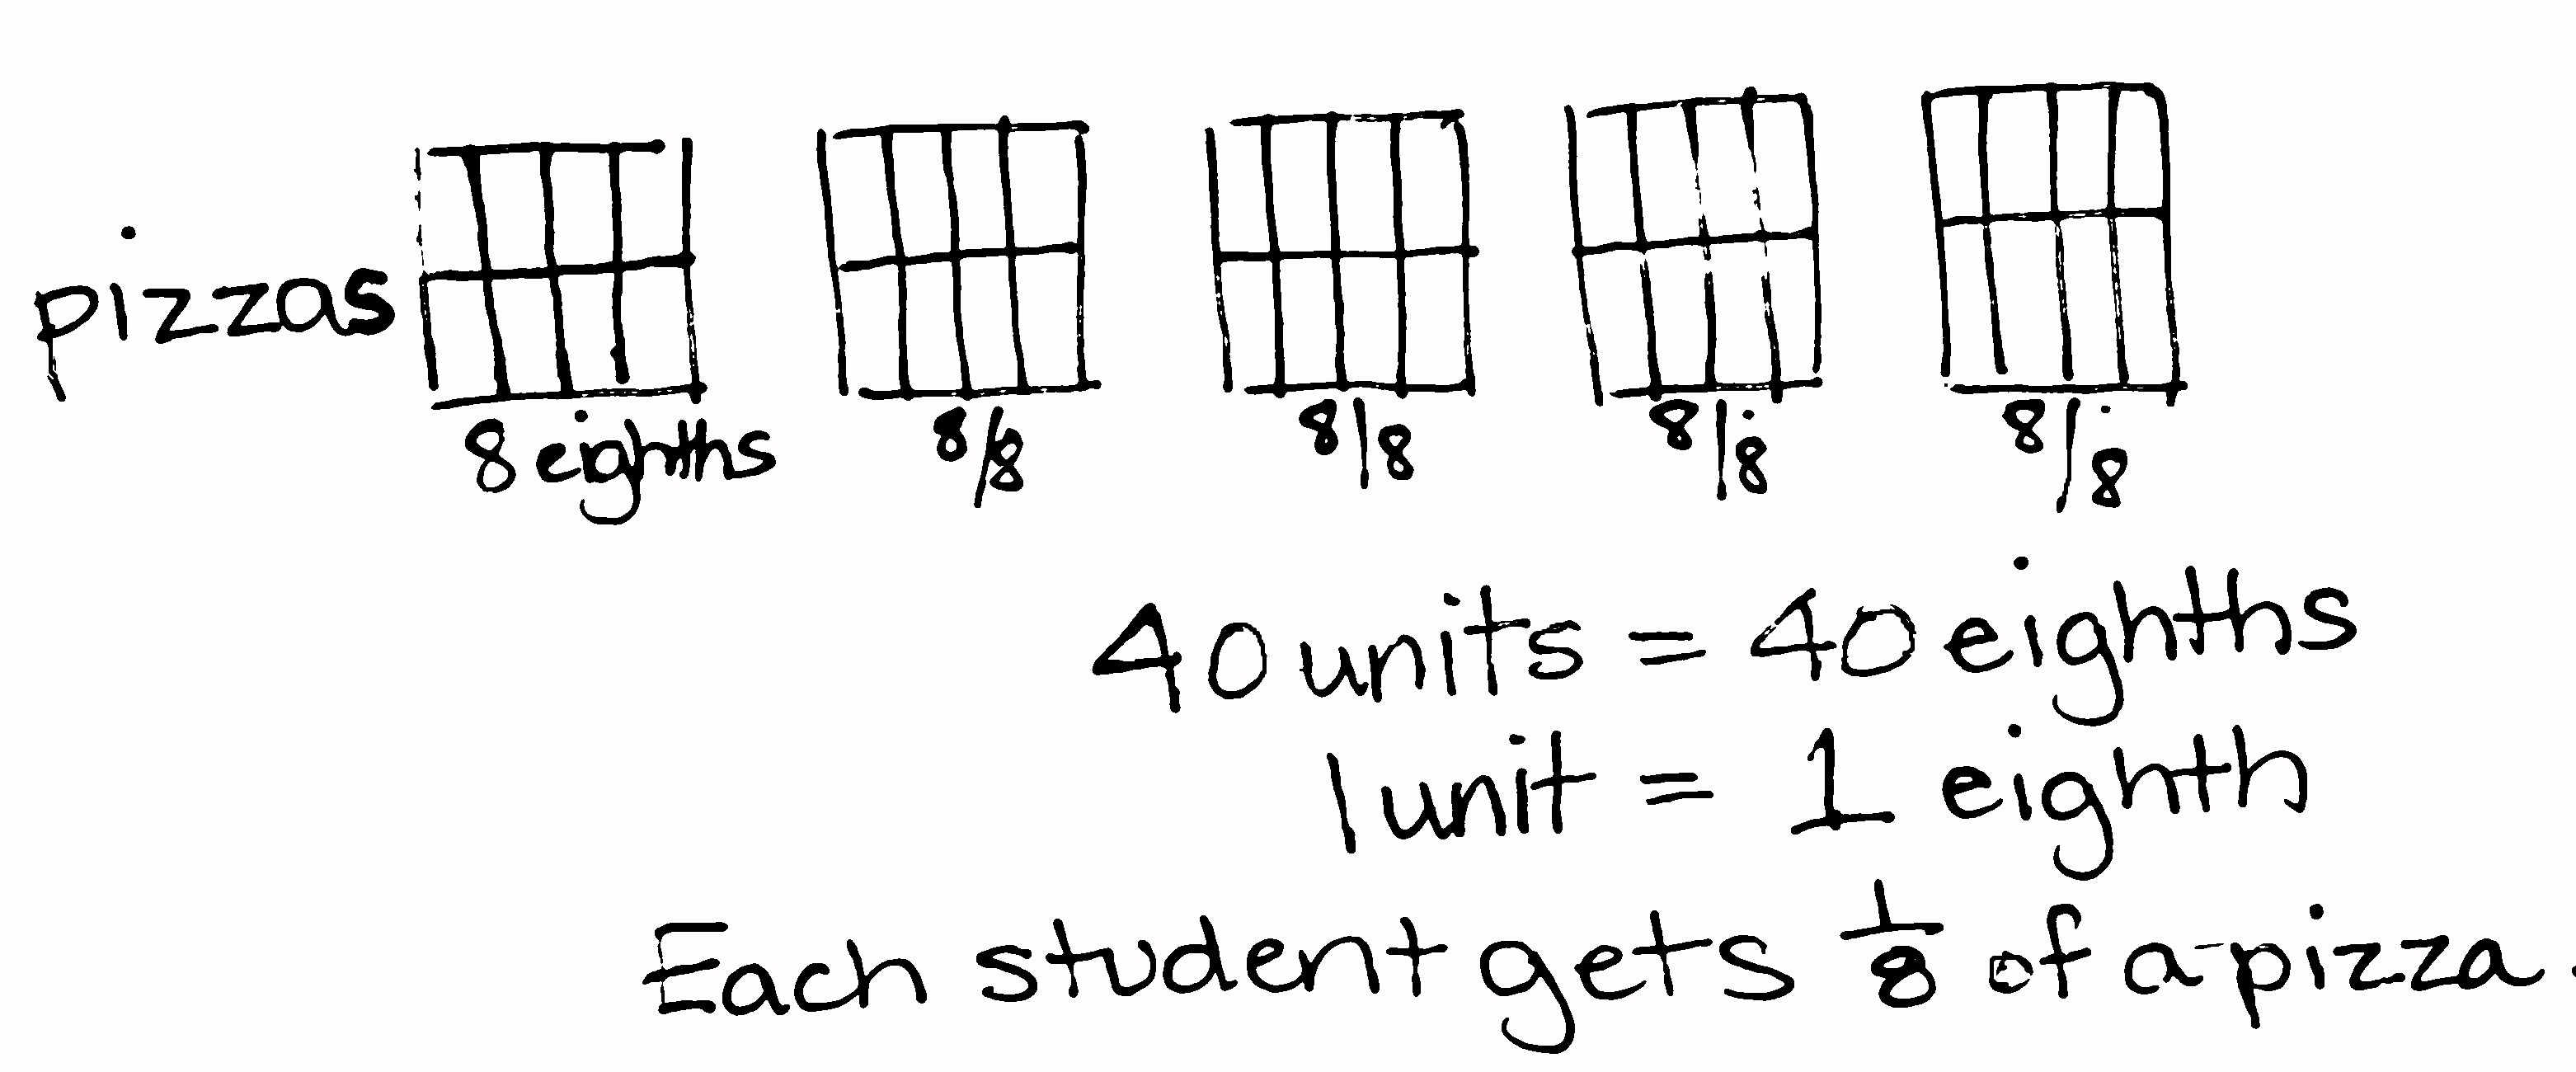 pizzas
8 eighths 8/8 8/8 8/8 8/8
40 units = 40 eighths
1 unit = 1 eighth
Each student gets 1/8 of a pizza.